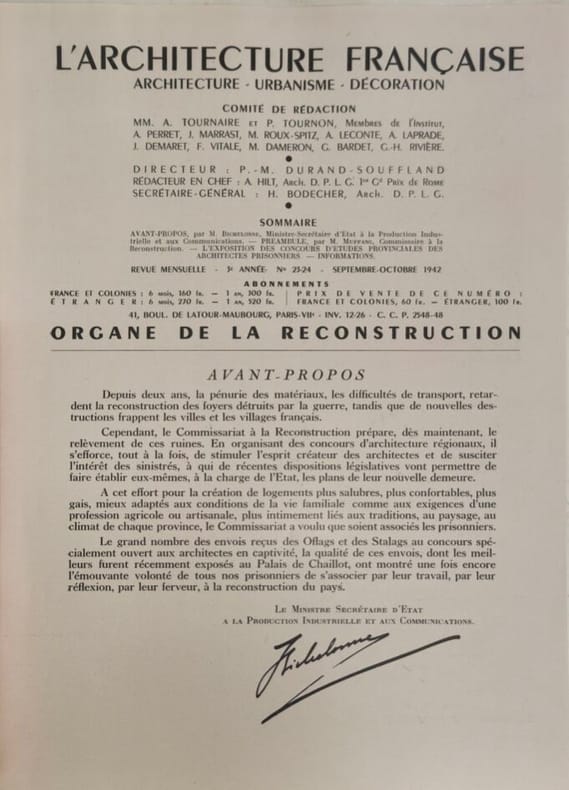 L'ARCHITECTURE FRANÇAISE
ARCHITECTURE - URBANISME - DÉCORATION
COMITÉ DE RÉDACTION
MM. A. TOURNAIRE ET P. TOURNON, Membres de l'Institut,
A. PERRET, J. MARRAST, M. ROUX-SPITZ, A. LECONTE, A. LAPRADE,
J. DEMARET, F. VITALE, M. DAMERON, G. BARDET, G.-H. RIVIÈRE.
DIRECTEUR : P.-M. DURAND-SOUFFLAND
RÉDACTEUR EN CHEF : A. HILT, Arch. D. P. L. G. 1er Gd Prix de Rome
SECRÉTAIRE-GÉNÉRAL : H. BODECHER, Arch. D. P. L. G.
SOMMAIRE
AVANT-PROPOS, par M. Bichelonne, Ministre-Secrétaire d'Etat à la Production Indus-
trielle et aux Communications. — PREAMBULE, par M. Muffang, Commissaire à la
Reconstruction. — L'EXPOSITION DES CONCOURS D'ETUDES PROVINCIALES DES
ARCHITECTES PRISONNIERS — INFORMATIONS.
REVUE MENSUELLE - 3e ANNÉE- No 23-24 - SEPTEMBRE-OCTOBRE 1942
ABONNEMENTS
FRANCE ET COLONIES : 6 mois, 160 fr. — 1 an, 300 fr. | PRIX DE VENTE DE CE NUMÉRO :
ÉTRANGER : 6 mois, 270 fr. — 1 an, 520 fr. | FRANCE ET COLONIES, 60 fr. — ÉTRANGER, 100 fr.
41, BOUL. DE LATOUR-MAUBOURG, PARIS-VIIe - INV. 12-26 - C. C. P. 2548-48
ORGANE DE LA RECONSTRUCTION
AVANT-PROPOS
Depuis deux ans, la pénurie des matériaux, les difficultés de transport, retar-
dent la reconstruction des foyers détruits par la guerre, tandis que de nouvelles des-
tructions frappent les villes et les villages français.
Cependant, le Commissariat à la Reconstruction prépare, dès maintenant, le
relèvement de ces ruines. En organisant des concours d'architecture régionaux, il
s'efforce, tout à la fois, de stimuler l'esprit créateur des architectes et de susciter
l'intérêt des sinistrés, à qui de récentes dispositions législatives vont permettre de
faire établir eux-mêmes, à la charge de l'Etat, les plans de leur nouvelle demeure.
A cet effort pour la création de logements plus salubres, plus confortables, plus
gais, mieux adaptés aux conditions de la vie familiale comme aux exigences d'une
profession agricole ou artisanale, plus intimement liés aux traditions, au paysage, au
climat de chaque province, le Commissariat a voulu que soient associés les prisonniers.
Le grand nombre des envois reçus des Oflags et des Stalags au concours spé-
cialement ouvert aux architectes en captivité, la qualité de ces envois, dont les meil-
leurs furent récemment exposés au Palais de Chaillot, ont montré une fois encore
l'émouvante volonté de tous nos prisonniers de s'associer par leur travail, par leur
réflexion, par leur ferveur, à la reconstruction du pays.
Le Ministre Secrétaire d'Etat
a la Production Industrielle et aux Communications.
Bichelonne